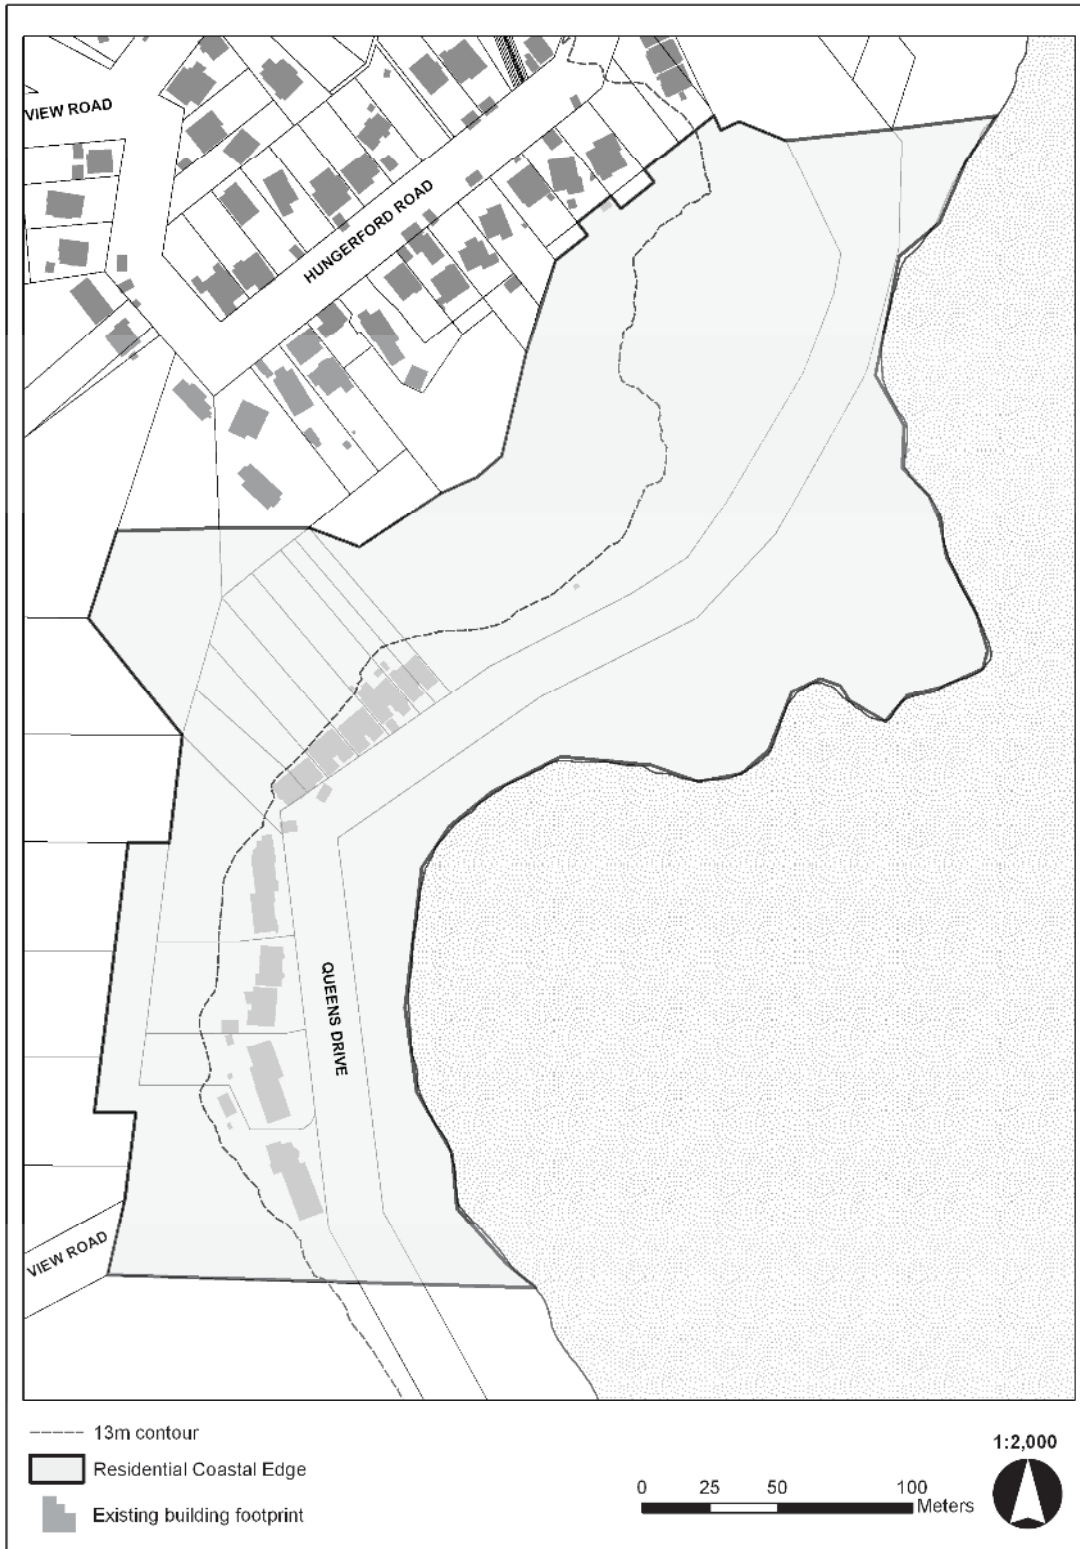 VIEW ROAD
HUNGERFORD ROAD
QUEENS DRIVE
VIEW ROAD
13m contour
Residential Coastal Edge
Existing building footprint
1:2,000
0 25 50 100
Meters